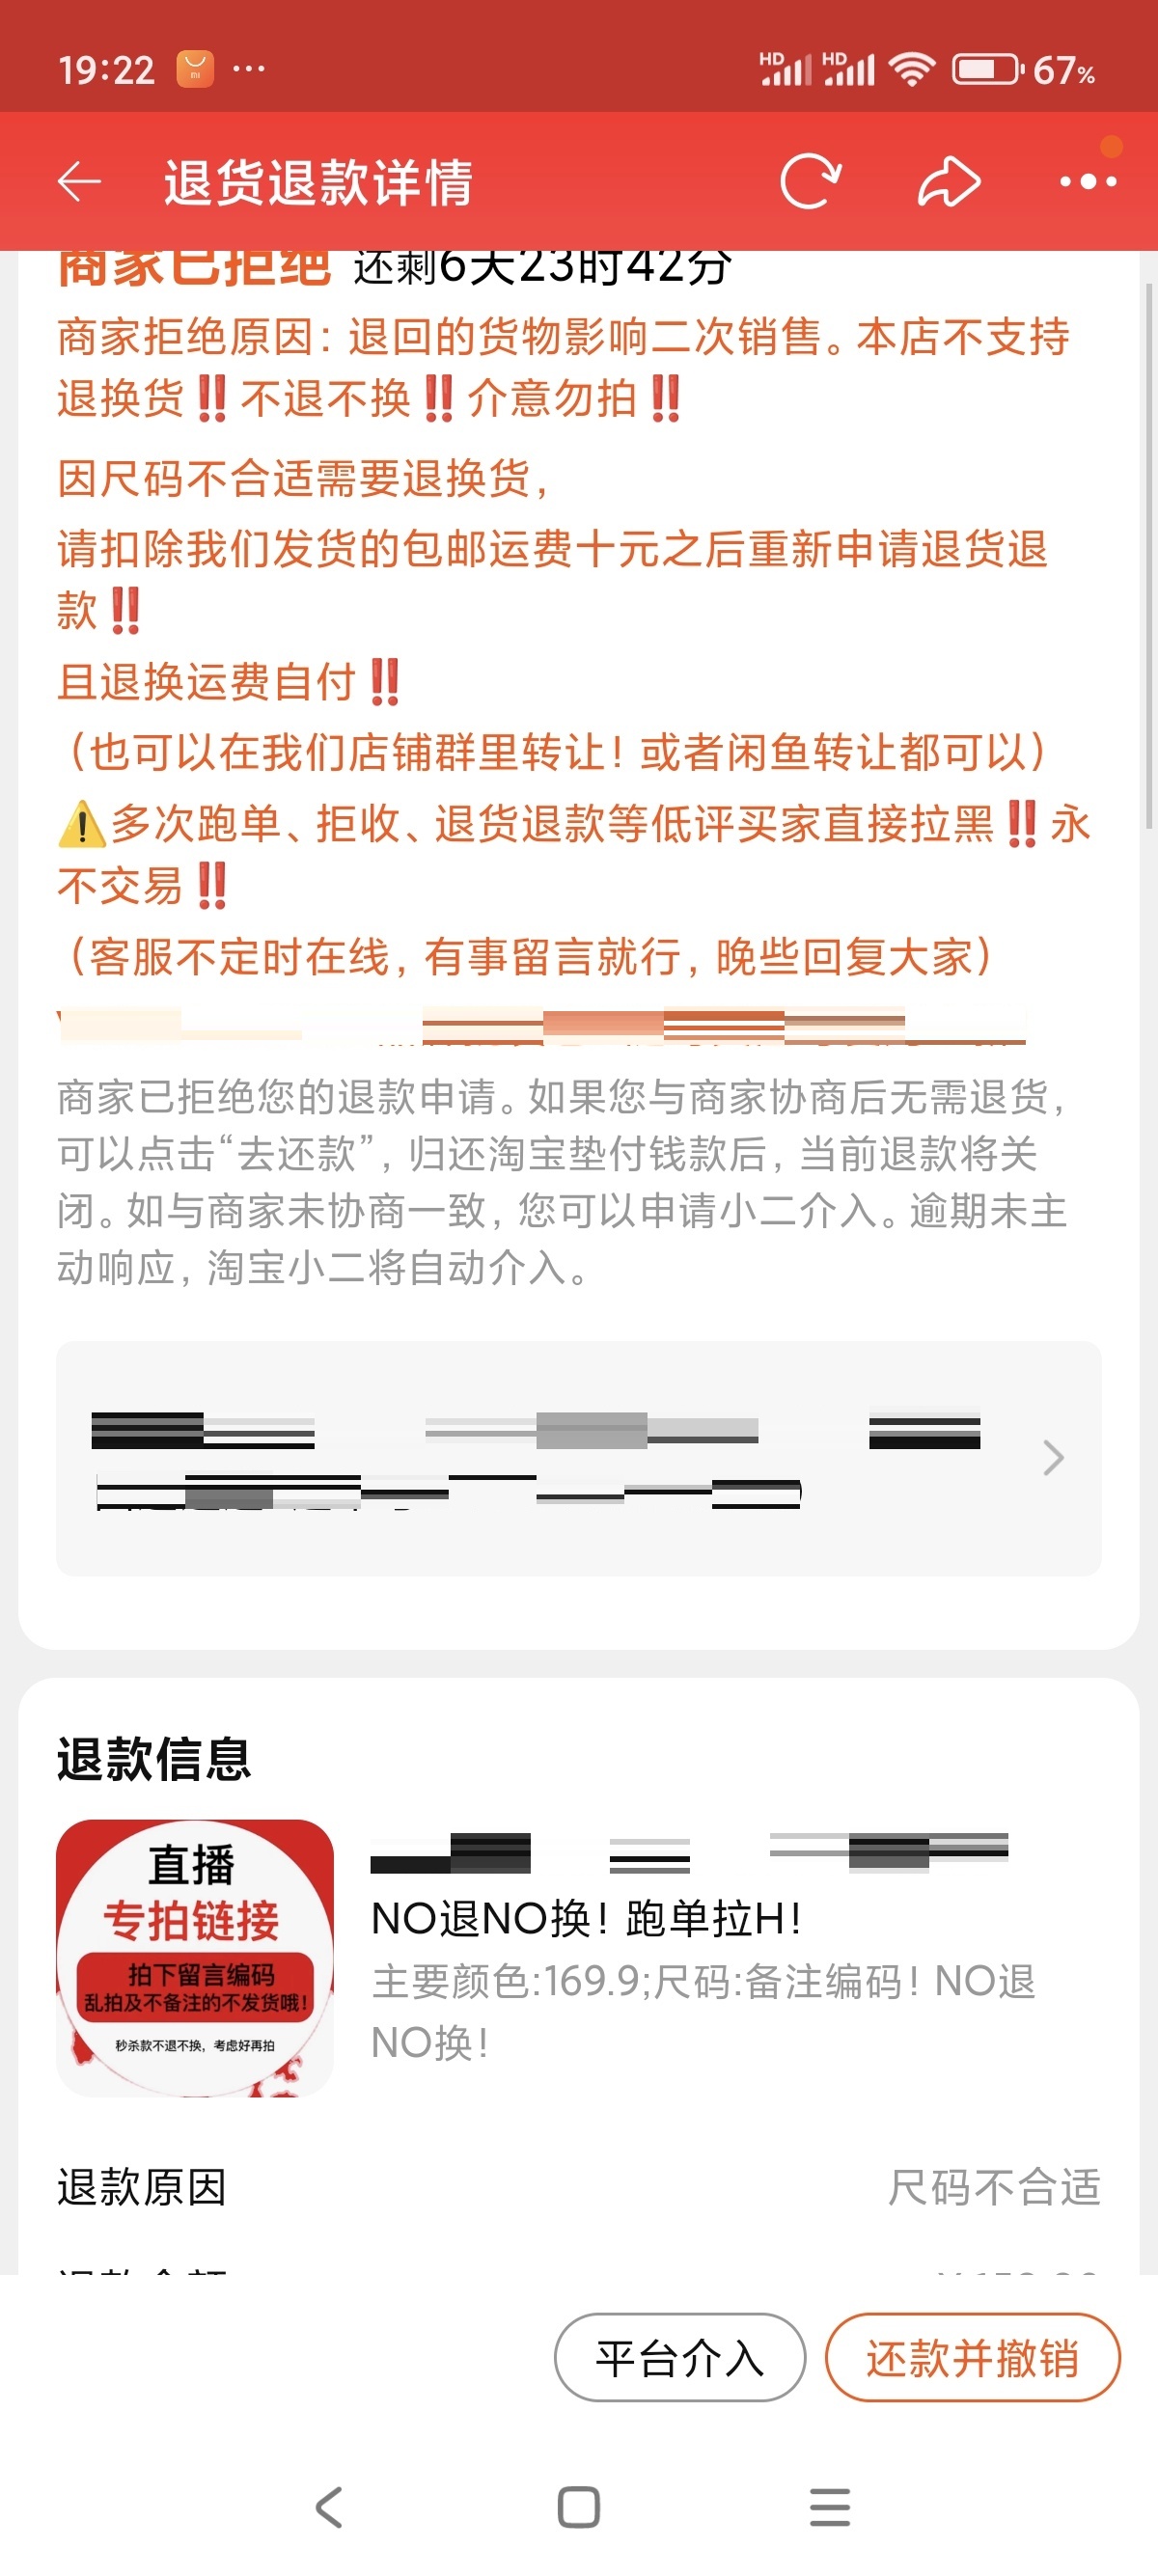 19:22
mi
HD HD 67%
退货退款详情
商家已拒绝 还剩6天23时42分
商家拒绝原因：退回的货物影响二次销售。本店不支持
退换货‼️不退不换‼️介意勿拍‼️
因尺码不合适需要退换货，
请扣除我们发货的包邮运费十元之后重新申请退货退
款‼️
且退换运费自付‼️
（也可以在我们店铺群里转让！或者闲鱼转让都可以）
⚠️多次跑单、拒收、退货退款等低评买家直接拉黑‼️永
不交易‼️
（客服不定时在线，有事留言就行，晚些回复大家）
商家已拒绝您的退款申请。如果您与商家协商后无需退货，
可以点击“去还款”，归还淘宝垫付钱款后，当前退款将关
闭。如与商家未协商一致，您可以申请小二介入。逾期未主
动响应，淘宝小二将自动介入。
退款信息
直播
专拍链接
拍下留言编码
乱拍及不备注的不发货哦！
秒杀款不退不换，考虑好再拍
NO退NO换！跑单拉H！
主要颜色:169.9;尺码:备注编码！NO退
NO换！
退款原因 尺码不合适
平台介入 还款并撤销